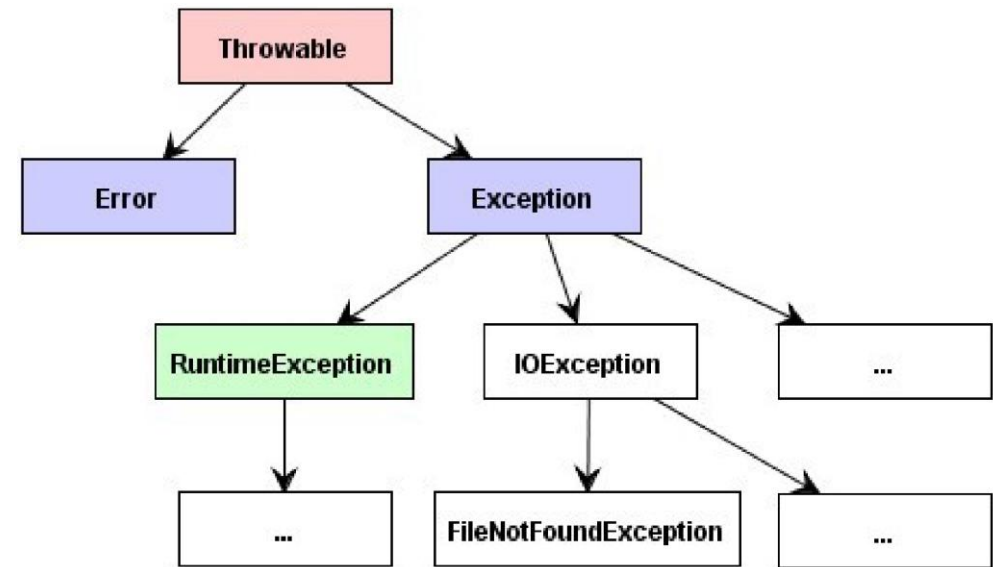 Throwable
Error
Exception
RuntimeException
IOException
...
...
FileNotFoundException
...